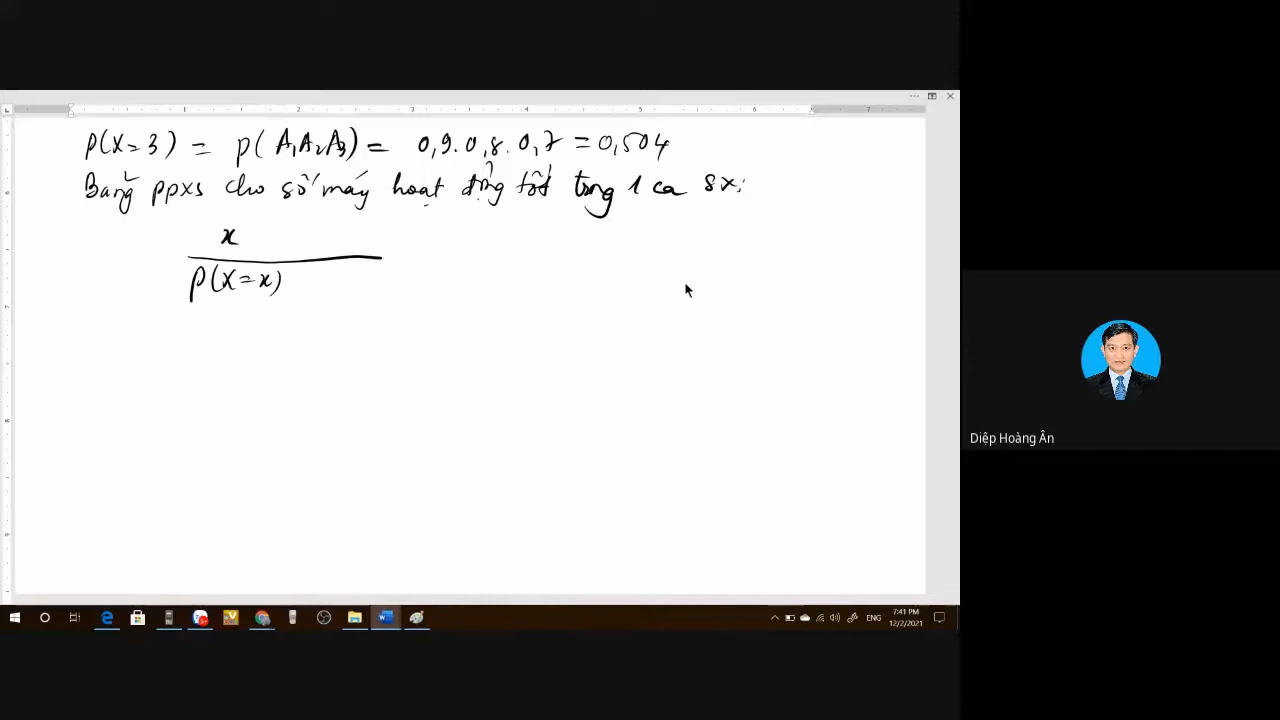 P(X=3) = P(A₁A₂A₃) = 0,9.0,8.0,7 = 0,504
Bảng ppxs cho số máy hoạt động tốt trong 1 ca sx:
x
P(X=x)
Diệp Hoàng Ân
ENG
7:41 PM
12/2/2021